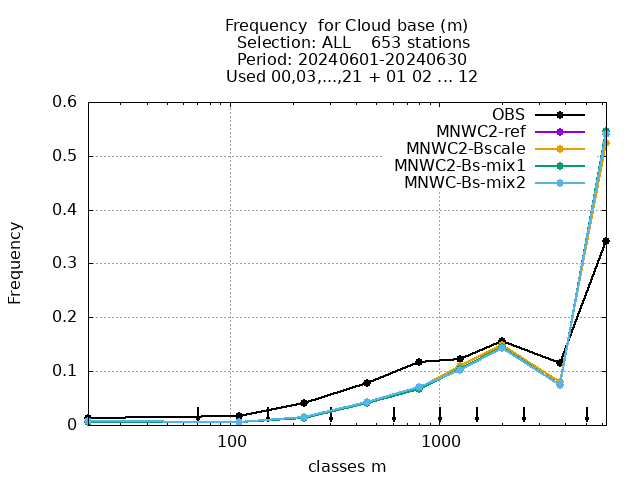 Frequency  for Cloud base (m)
Selection: ALL    653 stations
Period: 20240601-20240630
Used 00,03,...,21 + 01 02 ... 12
OBS
MNWC2-ref
MNWC2-Bscale
MNWC2-Bs-mix1
MNWC-Bs-mix2
Frequency
0.6
0.5
0.4
0.3
0.2
0.1
0
100
1000
classes m